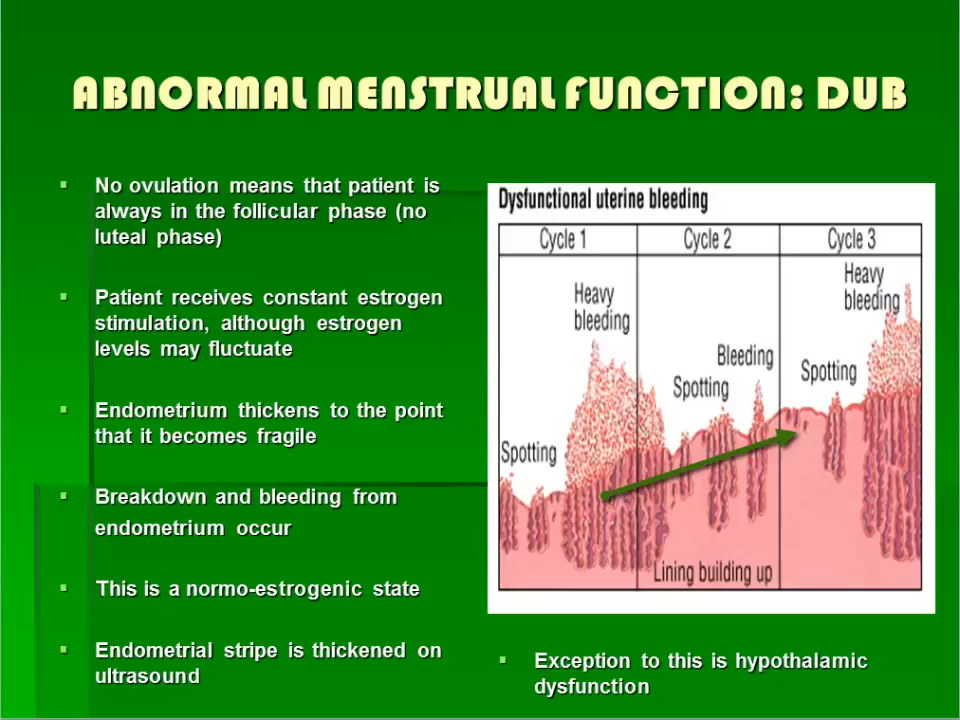 ABNORMAL MENSTRUAL FUNCTION: DUB
No ovulation means that patient is
always in the follicular phase (no
luteal phase)
Patient receives constant estrogen
stimulation, although estrogen
levels may fluctuate
Endometrium thickens to the point
that it becomes fragile
Breakdown and bleeding from
endometrium occur
This is a normo-estrogenic state
Endometrial stripe is thickened on
ultrasound
Dysfunctional uterine bleeding
Cycle 1 Cycle 2 Cycle 3
Heavy
bleeding
Spotting
Bleeding
Spotting
Heavy
bleeding
Spotting
Lining building up
Exception to this is hypothalamic
dysfunction